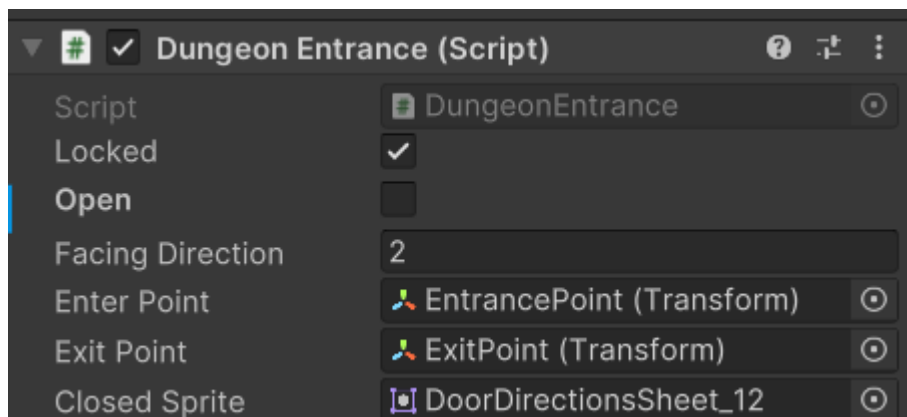 Dungeon Entrance (Script)
Script DungeonEntrance
Locked
Open
Facing Direction 2
Enter Point EntrancePoint (Transform)
Exit Point ExitPoint (Transform)
Closed Sprite DoorDirectionsSheet_12